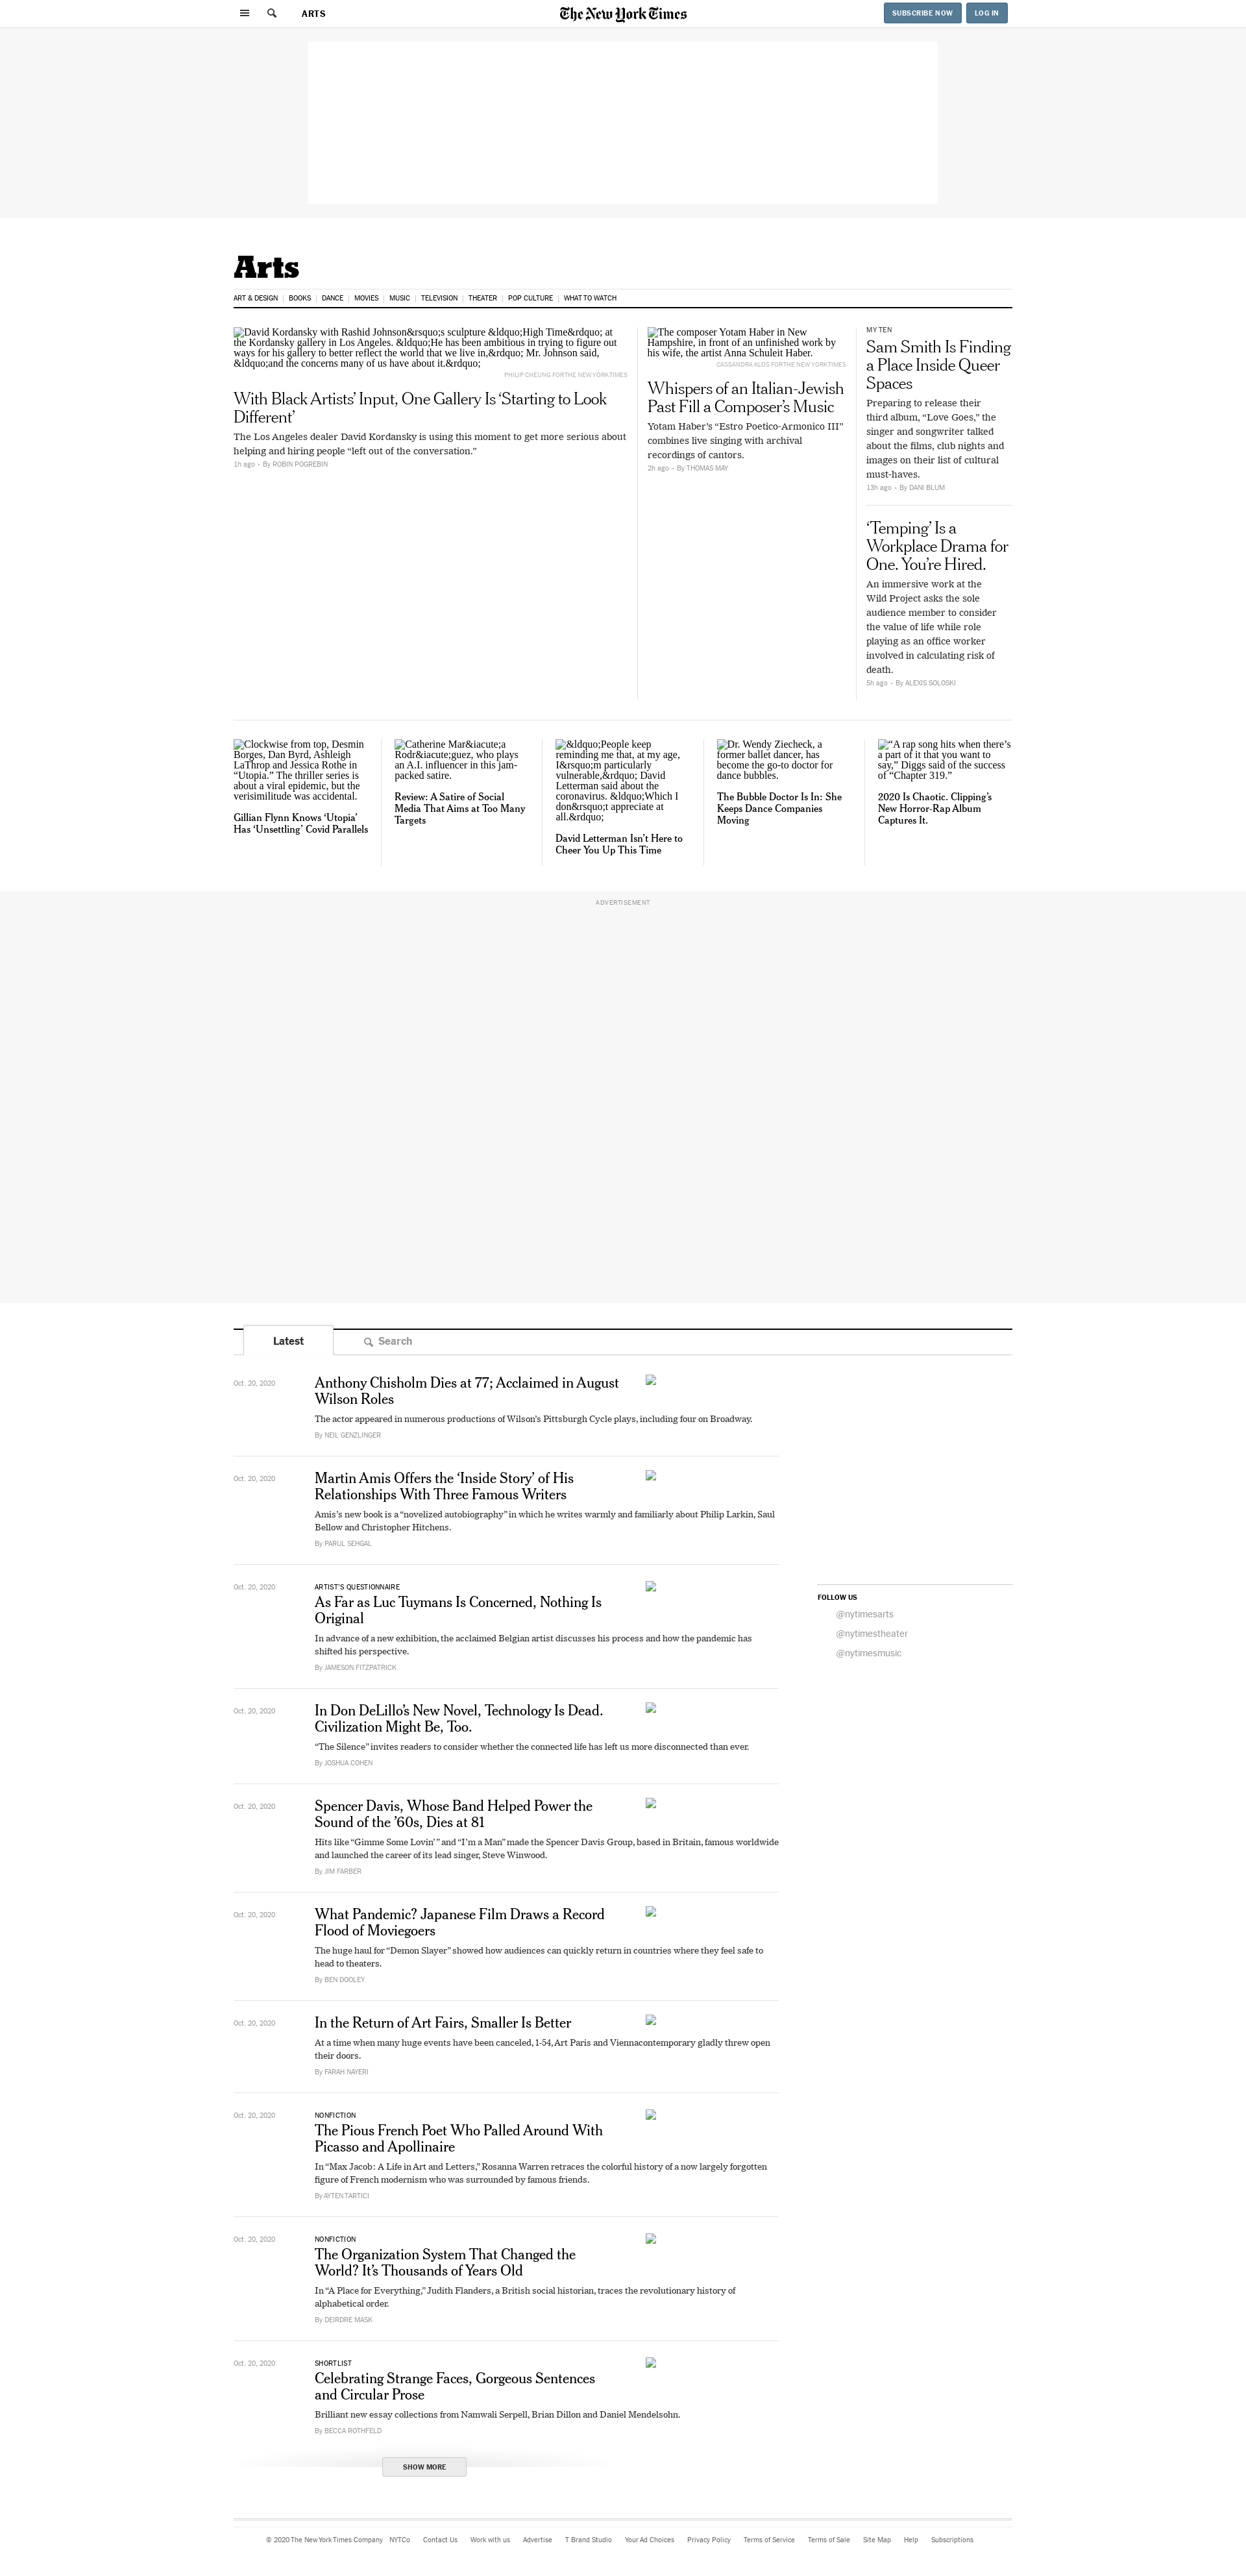 ARTS
The New York Times
SUBSCRIBE NOW
LOG IN
Arts
ART & DESIGN
BOOKS
DANCE
MOVIES
MUSIC
TELEVISION
THEATER
POP CULTURE
WHAT TO WATCH
David Kordansky with Rashid Johnson&rsquo;s sculpture &ldquo;High Time&rdquo; at
the Kordansky gallery in Los Angeles. &ldquo;He has been ambitious in trying to figure out
ways for his gallery to better reflect the world that we live in,&rdquo; Mr. Johnson said,
&ldquo;and the concerns many of us have about it.&rdquo;
PHILIP CHEUNG FOR THE NEW YORK TIMES
With Black Artists’ Input, One Gallery Is ‘Starting to Look
Different’
The Los Angeles dealer David Kordansky is using this moment to get more serious about
helping and hiring people “left out of the conversation.”
1h ago - By ROBIN POGREBIN
The composer Yotam Haber in New
Hampshire, in front of an unfinished work by
his wife, the artist Anna Schuleit Haber.
CASSANDRA KLOS FOR THE NEW YORK TIMES
Whispers of an Italian-Jewish
Past Fill a Composer’s Music
Yotam Haber’s “Estro Poetico-Armonico III”
combines live singing with archival
recordings of cantors.
2h ago - By THOMAS MAY
MY TEN
Sam Smith Is Finding
a Place Inside Queer
Spaces
Preparing to release their
third album, “Love Goes,” the
singer and songwriter talked
about the films, club nights and
images on their list of cultural
must-haves.
13h ago - By DANI BLUM
‘Temping’ Is a
Workplace Drama for
One. You’re Hired.
An immersive work at the
Wild Project asks the sole
audience member to consider
the value of life while role
playing as an office worker
involved in calculating risk of
death.
5h ago - By ALEXIS SOLOSKI
Clockwise from top, Desmin
Borges, Dan Byrd, Ashleigh
LaThrop and Jessica Rothe in
“Utopia.” The thriller series is
about a viral epidemic, but the
verisimilitude was accidental.
Gillian Flynn Knows ‘Utopia’
Has ‘Unsettling’ Covid Parallels
Catherine Mar&iacute;a
Rodr&iacute;guez, who plays
an A.I. influencer in this jam-
packed satire.
Review: A Satire of Social
Media That Aims at Too Many
Targets
&ldquo;People keep
reminding me that, at my age,
I&rsquo;m particularly
vulnerable,&rdquo; David
Letterman said about the
coronavirus. &ldquo;Which I
don&rsquo;t appreciate at
all.&rdquo;
David Letterman Isn’t Here to
Cheer You Up This Time
Dr. Wendy Ziecheck, a
former ballet dancer, has
become the go-to doctor for
dance bubbles.
The Bubble Doctor Is In: She
Keeps Dance Companies
Moving
“A rap song hits when there’s
a part of it that you want to
say,” Diggs said of the success
of “Chapter 319.”
2020 Is Chaotic. Clipping’s
New Horror-Rap Album
Captures It.
ADVERTISEMENT
Latest
Search
Oct. 20, 2020
Anthony Chisholm Dies at 77; Acclaimed in August
Wilson Roles
The actor appeared in numerous productions of Wilson’s Pittsburgh Cycle plays, including four on Broadway.
By NEIL GENZLINGER
Oct. 20, 2020
Martin Amis Offers the ‘Inside Story’ of His
Relationships With Three Famous Writers
Amis’s new book is a “novelized autobiography” in which he writes warmly and familiarly about Philip Larkin, Saul
Bellow and Christopher Hitchens.
By PARUL SEHGAL
Oct. 20, 2020
ARTIST’S QUESTIONNAIRE
As Far as Luc Tuymans Is Concerned, Nothing Is
Original
In advance of a new exhibition, the acclaimed Belgian artist discusses his process and how the pandemic has
shifted his perspective.
By JAMESON FITZPATRICK
FOLLOW US
@nytimesarts
@nytimestheater
@nytimesmusic
Oct. 20, 2020
In Don DeLillo’s New Novel, Technology Is Dead.
Civilization Might Be, Too.
“The Silence” invites readers to consider whether the connected life has left us more disconnected than ever.
By JOSHUA COHEN
Oct. 20, 2020
Spencer Davis, Whose Band Helped Power the
Sound of the ’60s, Dies at 81
Hits like “Gimme Some Lovin’ ” and “I’m a Man” made the Spencer Davis Group, based in Britain, famous worldwide
and launched the career of its lead singer, Steve Winwood.
By JIM FARBER
Oct. 20, 2020
What Pandemic? Japanese Film Draws a Record
Flood of Moviegoers
The huge haul for “Demon Slayer” showed how audiences can quickly return in countries where they feel safe to
head to theaters.
By BEN DOOLEY
Oct. 20, 2020
In the Return of Art Fairs, Smaller Is Better
At a time when many huge events have been canceled, 1-54, Art Paris and Viennacontemporary gladly threw open
their doors.
By FARAH NAYERI
Oct. 20, 2020
NONFICTION
The Pious French Poet Who Palled Around With
Picasso and Apollinaire
In “Max Jacob: A Life in Art and Letters,” Rosanna Warren retraces the colorful history of a now largely forgotten
figure of French modernism who was surrounded by famous friends.
By AYTEN TARTICI
Oct. 20, 2020
NONFICTION
The Organization System That Changed the
World? It’s Thousands of Years Old
In “A Place for Everything,” Judith Flanders, a British social historian, traces the revolutionary history of
alphabetical order.
By DEIRDRE MASK
Oct. 20, 2020
SHORTLIST
Celebrating Strange Faces, Gorgeous Sentences
and Circular Prose
Brilliant new essay collections from Namwali Serpell, Brian Dillon and Daniel Mendelsohn.
By BECCA ROTHFELD
SHOW MORE
© 2020 The New York Times Company
NYTCo
Contact Us
Work with us
Advertise
T Brand Studio
Your Ad Choices
Privacy Policy
Terms of Service
Terms of Sale
Site Map
Help
Subscriptions